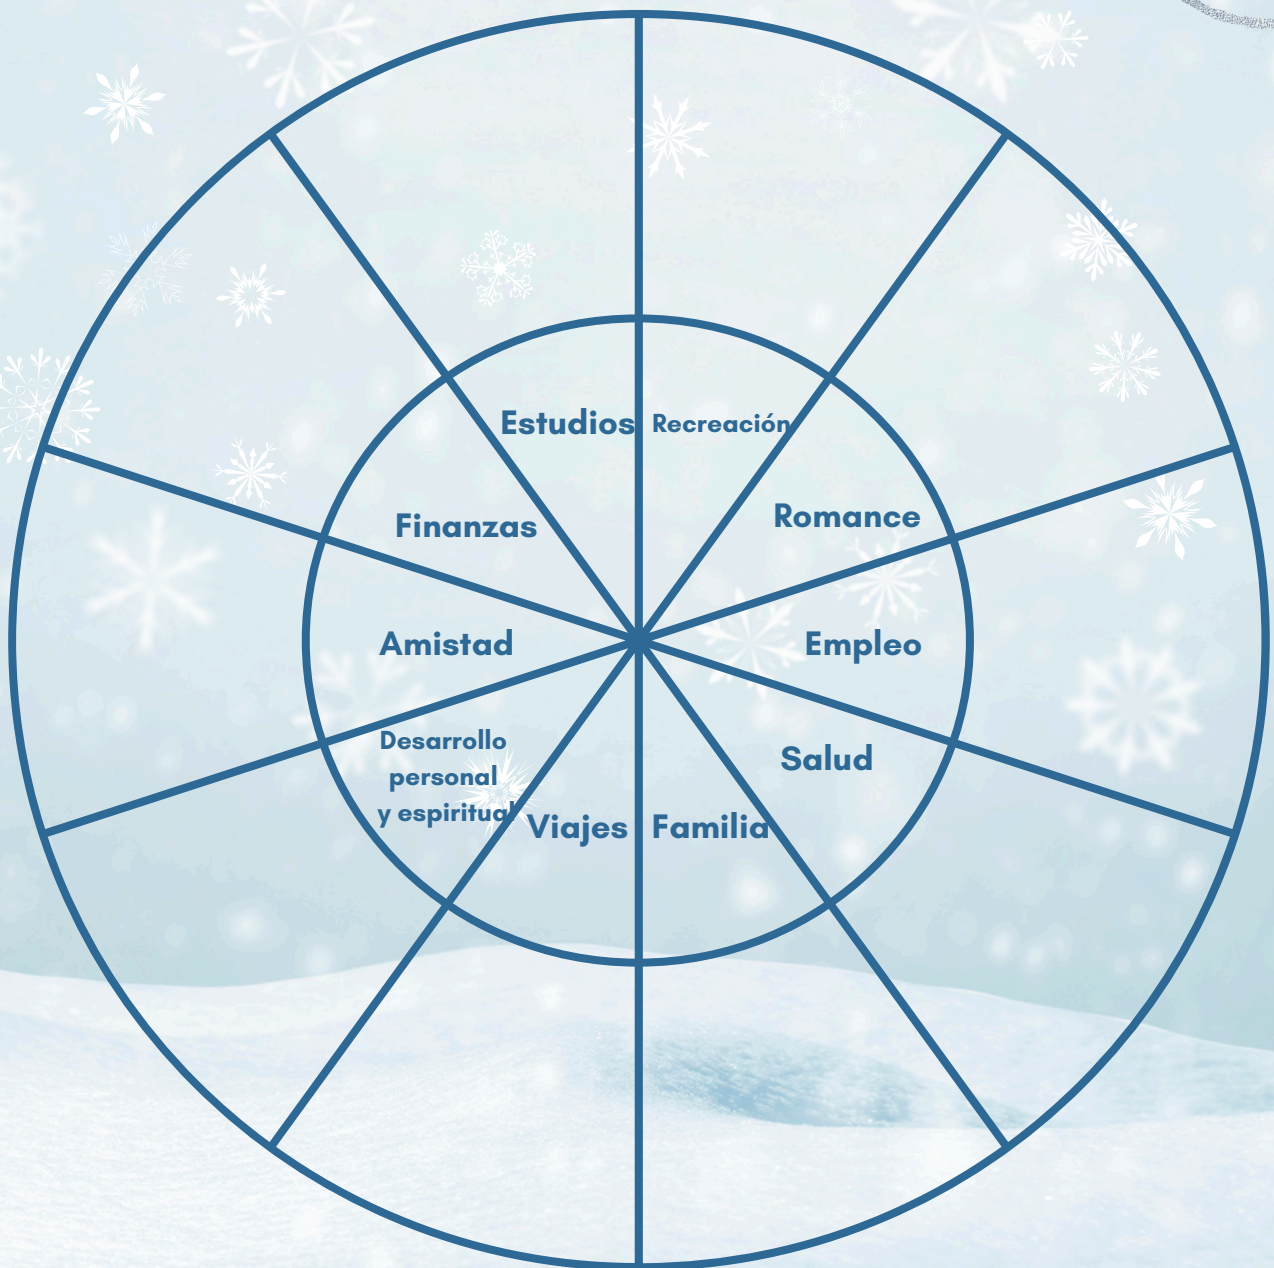 Estudios
Recreación
Romance
Finanzas
Amistad
Empleo
Desarrollo
personal
y espiritual
Salud
Viajes
Familia